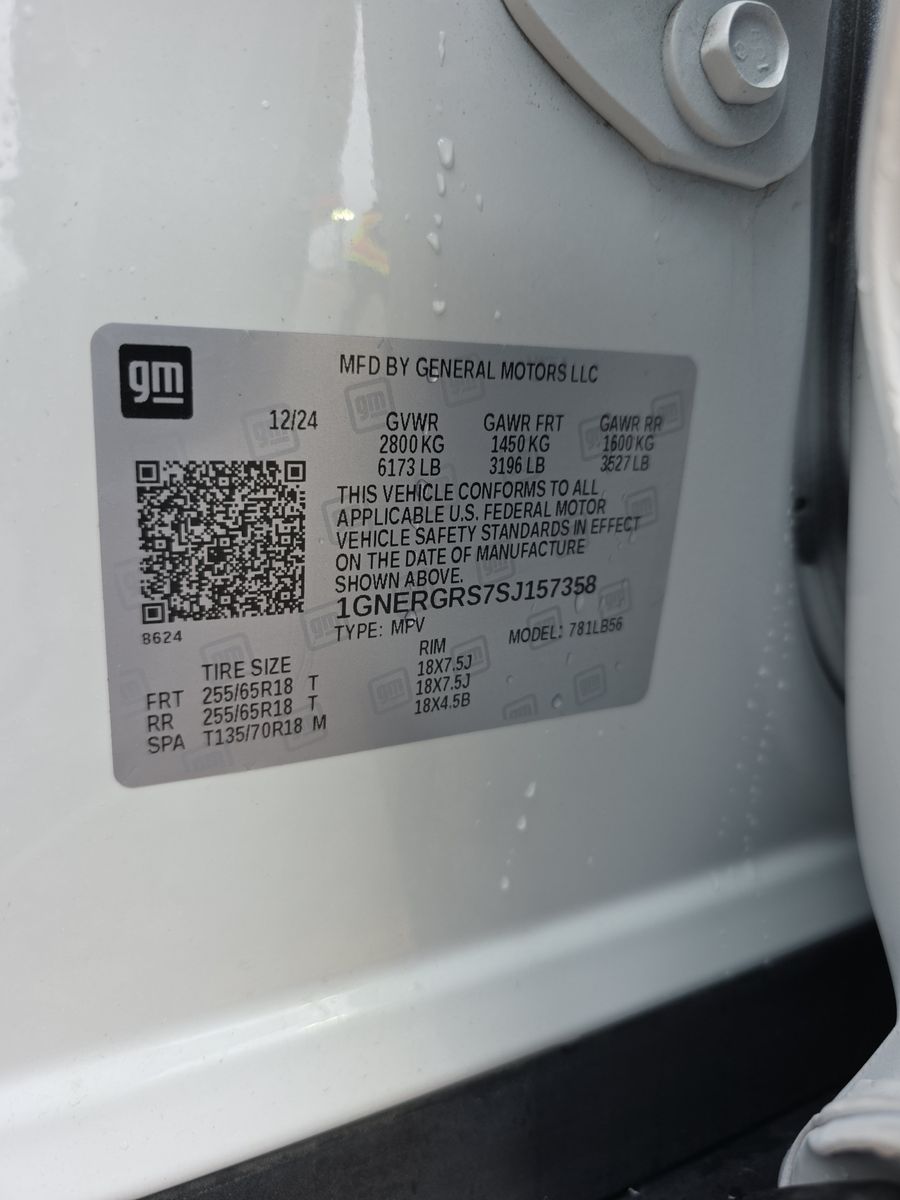 gm
MFD BY GENERAL MOTORS LLC
12/24 GVWR GAWR FRT GAWR RR
2800 KG 1450 KG 1600 KG
6173 LB 3196 LB 3527 LB
THIS VEHICLE CONFORMS TO ALL
APPLICABLE U.S. FEDERAL MOTOR
VEHICLE SAFETY STANDARDS IN EFFECT
ON THE DATE OF MANUFACTURE
SHOWN ABOVE.
1GNERGRS7SJ157358
8624
TYPE: MPV MODEL: 781LB56
TIRE SIZE RIM
FRT 255/65R18 T 18X7.5J
RR 255/65R18 T 18X7.5J
SPA T135/70R18 M 18X4.5B